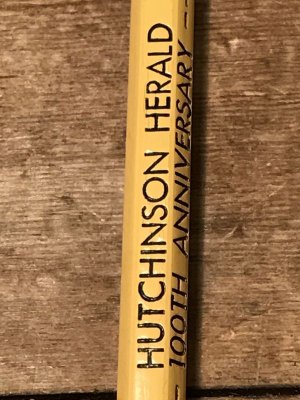 HUTCHINSON HERALD
— 100TH ANNIVERSARY —